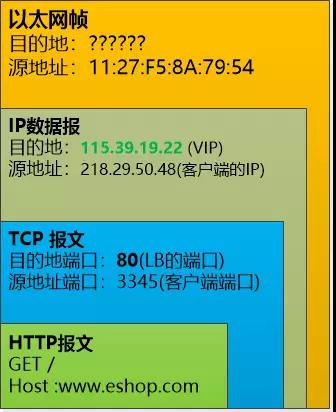 以太网帧
目的地：??????
源地址：11:27:F5:8A:79:54
IP数据报
目的地：115.39.19.22 (VIP)
源地址：218.29.50.48(客户端的IP)
TCP 报文
目的地端口：80(LB的端口)
源地址端口：3345(客户端端口)
HTTP报文
GET /
Host :www.eshop.com